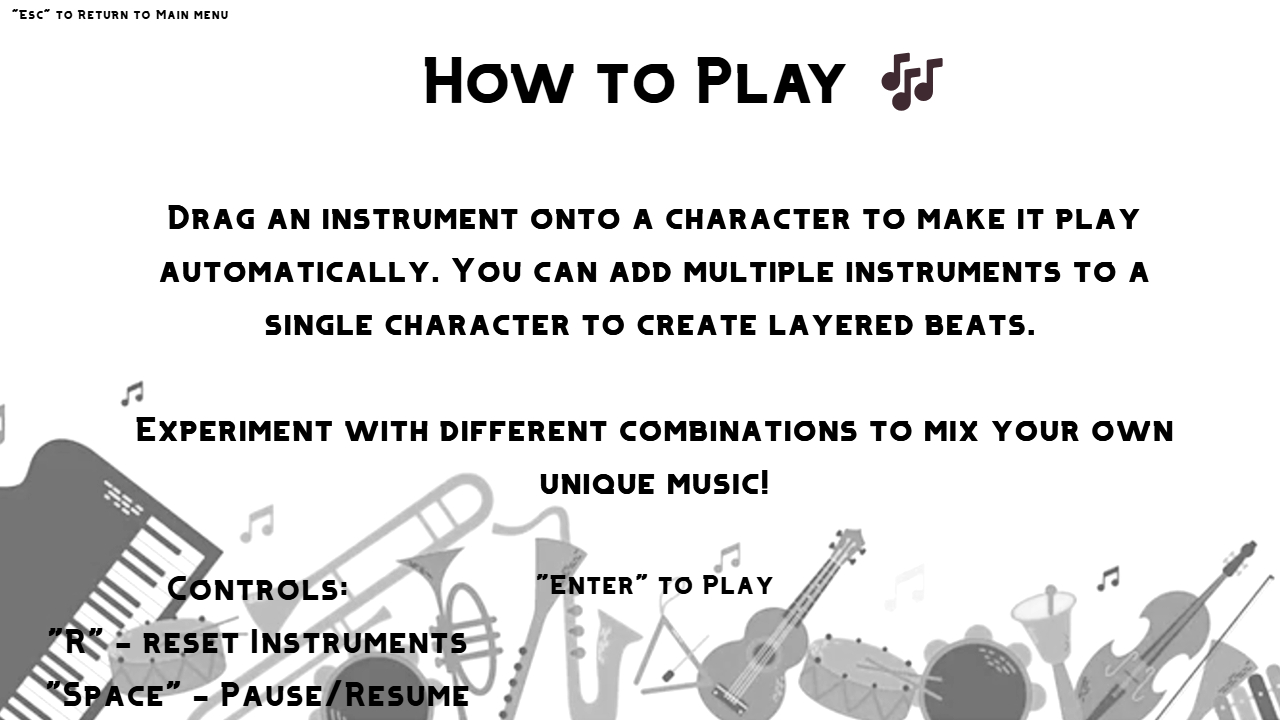 "Esc" to Return to Main menu
How to Play
Drag an instrument onto a character to make it play
automatically. You can add multiple instruments to a
single character to create layered beats.
Experiment with different combinations to mix your own
unique music!
"Enter" to Play
Controls:
"R" - reset Instruments
"Space" - Pause/Resume